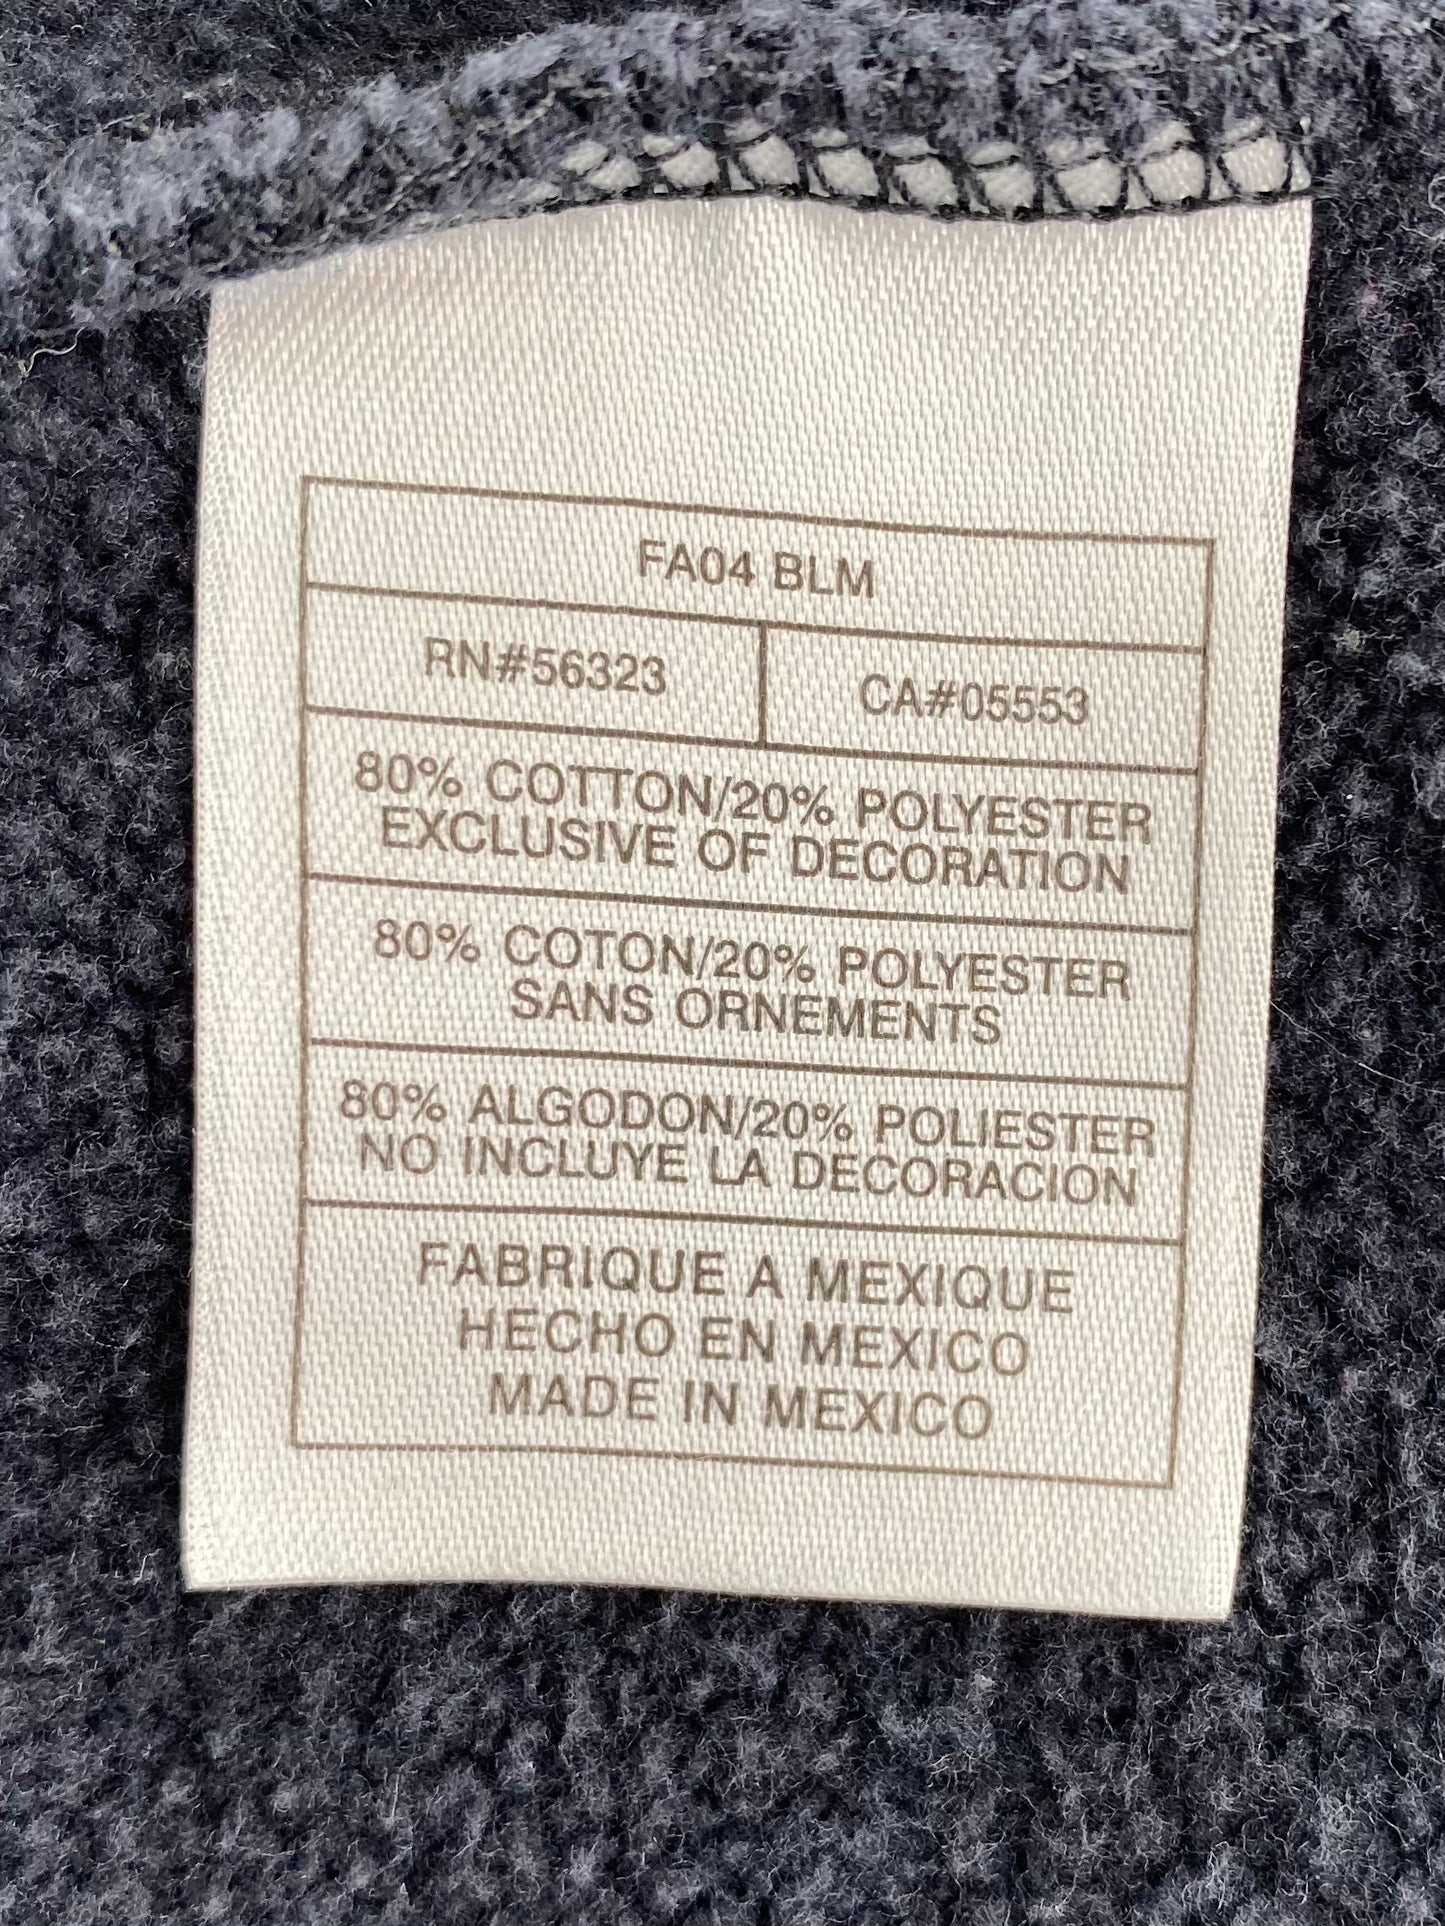 FA04 BLM
RN#56323
CA#05553
80% COTTON/20% POLYESTER
EXCLUSIVE OF DECORATION
80% COTON/20% POLYESTER
SANS ORNEMENTS
80% ALGODON/20% POLIESTER
NO INCLUYE LA DECORACION
FABRIQUE A MEXIQUE
HECHO EN MEXICO
MADE IN MEXICO